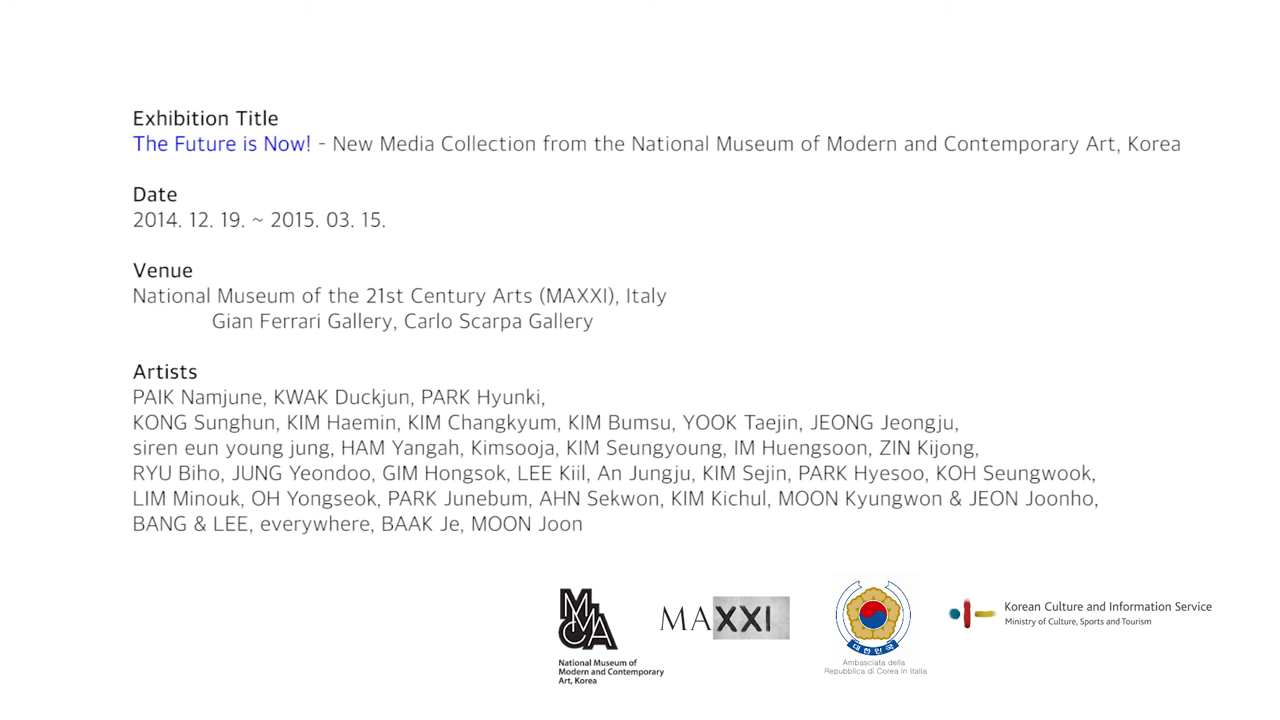 Exhibition Title
The Future is Now! - New Media Collection from the National Museum of Modern and Contemporary Art, Korea
Date
2014. 12. 19. ~ 2015. 03. 15.
Venue
National Museum of the 21st Century Arts (MAXXI), Italy
Gian Ferrari Gallery, Carlo Scarpa Gallery
Artists
PAIK Namjune, KWAK Duckjun, PARK Hyunki,
KONG Sunghun, KIM Haemin, KIM Changkyum, KIM Bumsu, YOOK Taejin, JEONG Jeongju,
siren eun young jung, HAM Yangah, Kimsooja, KIM Seungyoung, IM Huengsoon, ZIN Kijong,
RYU Biho, JUNG Yeondoo, GIM Hongsok, LEE Kiil, An Jungju, KIM Sejin, PARK Hyesoo, KOH Seungwook,
LIM Minouk, OH Yongseok, PARK Junebum, AHN Sekwon, KIM Kichul, MOON Kyungwon & JEON Joonho,
BANG & LEE, everywhere, BAAK Je, MOON Joon
MMCA
National Museum of
Modern and Contemporary
Art, Korea
MAXXI
대한민국
Ambasciata della
Repubblica di Corea in Italia
Korean Culture and Information Service
Ministry of Culture, Sports and Tourism